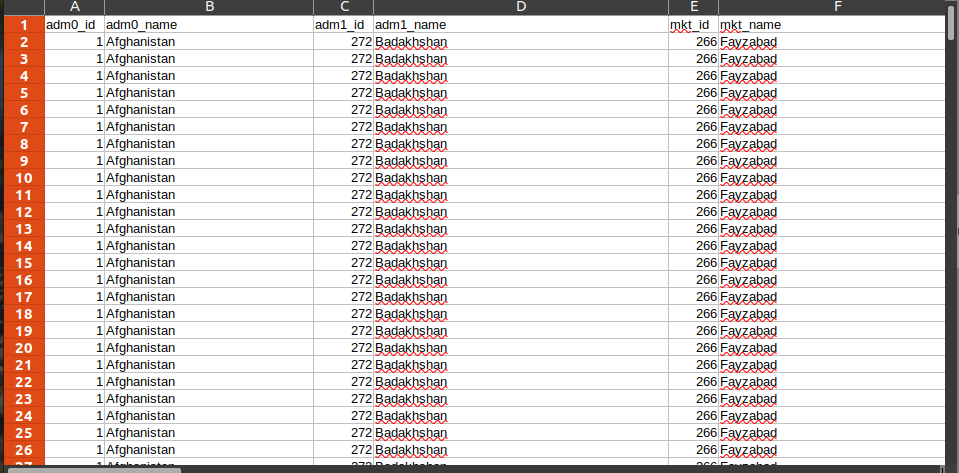 A B C D E F
1 adm0_id adm0_name adm1_id adm1_name mkt_id mkt_name
2 1 Afghanistan 272 Badakhshan 266 Fayzabad
3 1 Afghanistan 272 Badakhshan 266 Fayzabad
4 1 Afghanistan 272 Badakhshan 266 Fayzabad
5 1 Afghanistan 272 Badakhshan 266 Fayzabad
6 1 Afghanistan 272 Badakhshan 266 Fayzabad
7 1 Afghanistan 272 Badakhshan 266 Fayzabad
8 1 Afghanistan 272 Badakhshan 266 Fayzabad
9 1 Afghanistan 272 Badakhshan 266 Fayzabad
10 1 Afghanistan 272 Badakhshan 266 Fayzabad
11 1 Afghanistan 272 Badakhshan 266 Fayzabad
12 1 Afghanistan 272 Badakhshan 266 Fayzabad
13 1 Afghanistan 272 Badakhshan 266 Fayzabad
14 1 Afghanistan 272 Badakhshan 266 Fayzabad
15 1 Afghanistan 272 Badakhshan 266 Fayzabad
16 1 Afghanistan 272 Badakhshan 266 Fayzabad
17 1 Afghanistan 272 Badakhshan 266 Fayzabad
18 1 Afghanistan 272 Badakhshan 266 Fayzabad
19 1 Afghanistan 272 Badakhshan 266 Fayzabad
20 1 Afghanistan 272 Badakhshan 266 Fayzabad
21 1 Afghanistan 272 Badakhshan 266 Fayzabad
22 1 Afghanistan 272 Badakhshan 266 Fayzabad
23 1 Afghanistan 272 Badakhshan 266 Fayzabad
24 1 Afghanistan 272 Badakhshan 266 Fayzabad
25 1 Afghanistan 272 Badakhshan 266 Fayzabad
26 1 Afghanistan 272 Badakhshan 266 Fayzabad